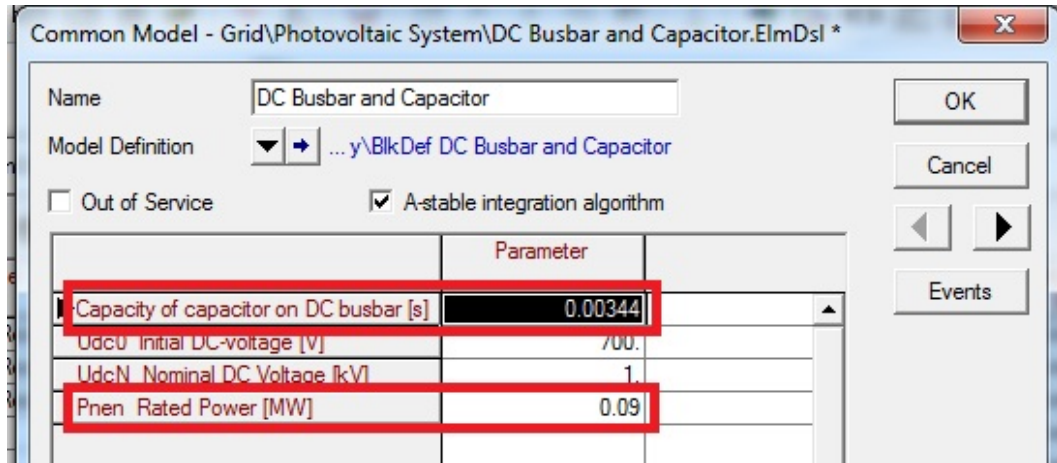 Common Model - Grid\Photovoltaic System\DC Busbar and Capacitor.ElmDsl *
Name DC Busbar and Capacitor OK
Model Definition ... y\BlkDef DC Busbar and Capacitor
Cancel
Out of Service A-stable integration algorithm
Parameter
Events
Capacity of capacitor on DC busbar [s] 0.00344
Udc0 Initial DC-voltage [V] 700.
UdcN Nominal DC Voltage [kV] 1.
Pnen Rated Power [MW] 0.09